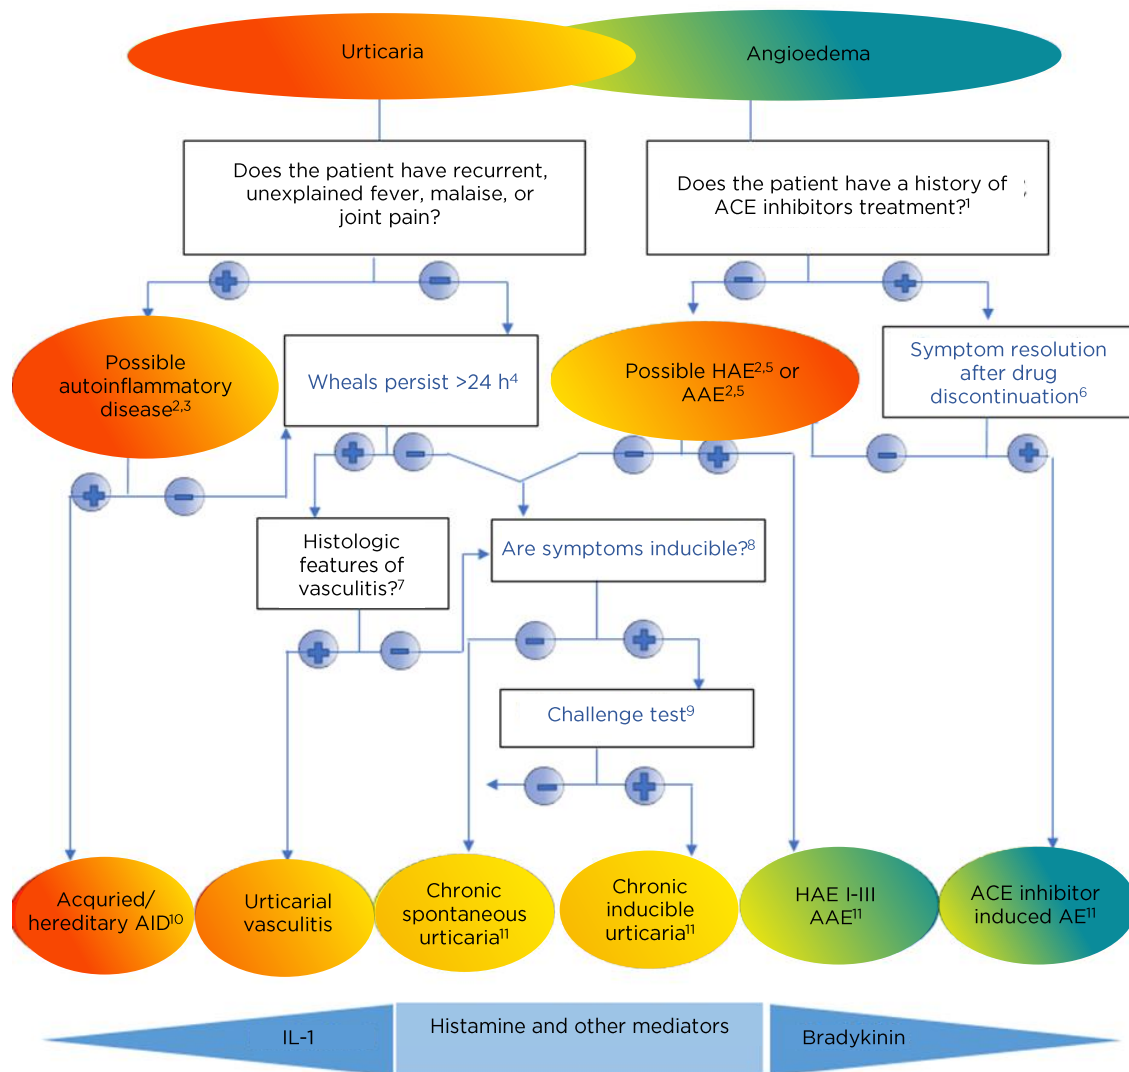 Urticaria
Angioedema
Does the patient have recurrent,
unexplained fever, malaise, or
joint pain?
Does the patient have a history of
ACE inhibitors treatment?¹
Possible
autoinflammatory
disease²,³
Wheals persist >24 h⁴
Possible HAE²,⁵ or
AAE²,⁵
Symptom resolution
after drug
discontinuation⁶
Histologic
features of
vasculitis?⁷
Are symptoms inducible?⁸
Challenge test⁹
Acquried/
hereditary AID¹⁰
Urticarial
vasculitis
Chronic
spontaneous
urticaria¹¹
Chronic
inducible
urticaria¹¹
HAE I-III
AAE¹¹
ACE inhibitor
induced AE¹¹
IL-1
Histamine and other mediators
Bradykinin